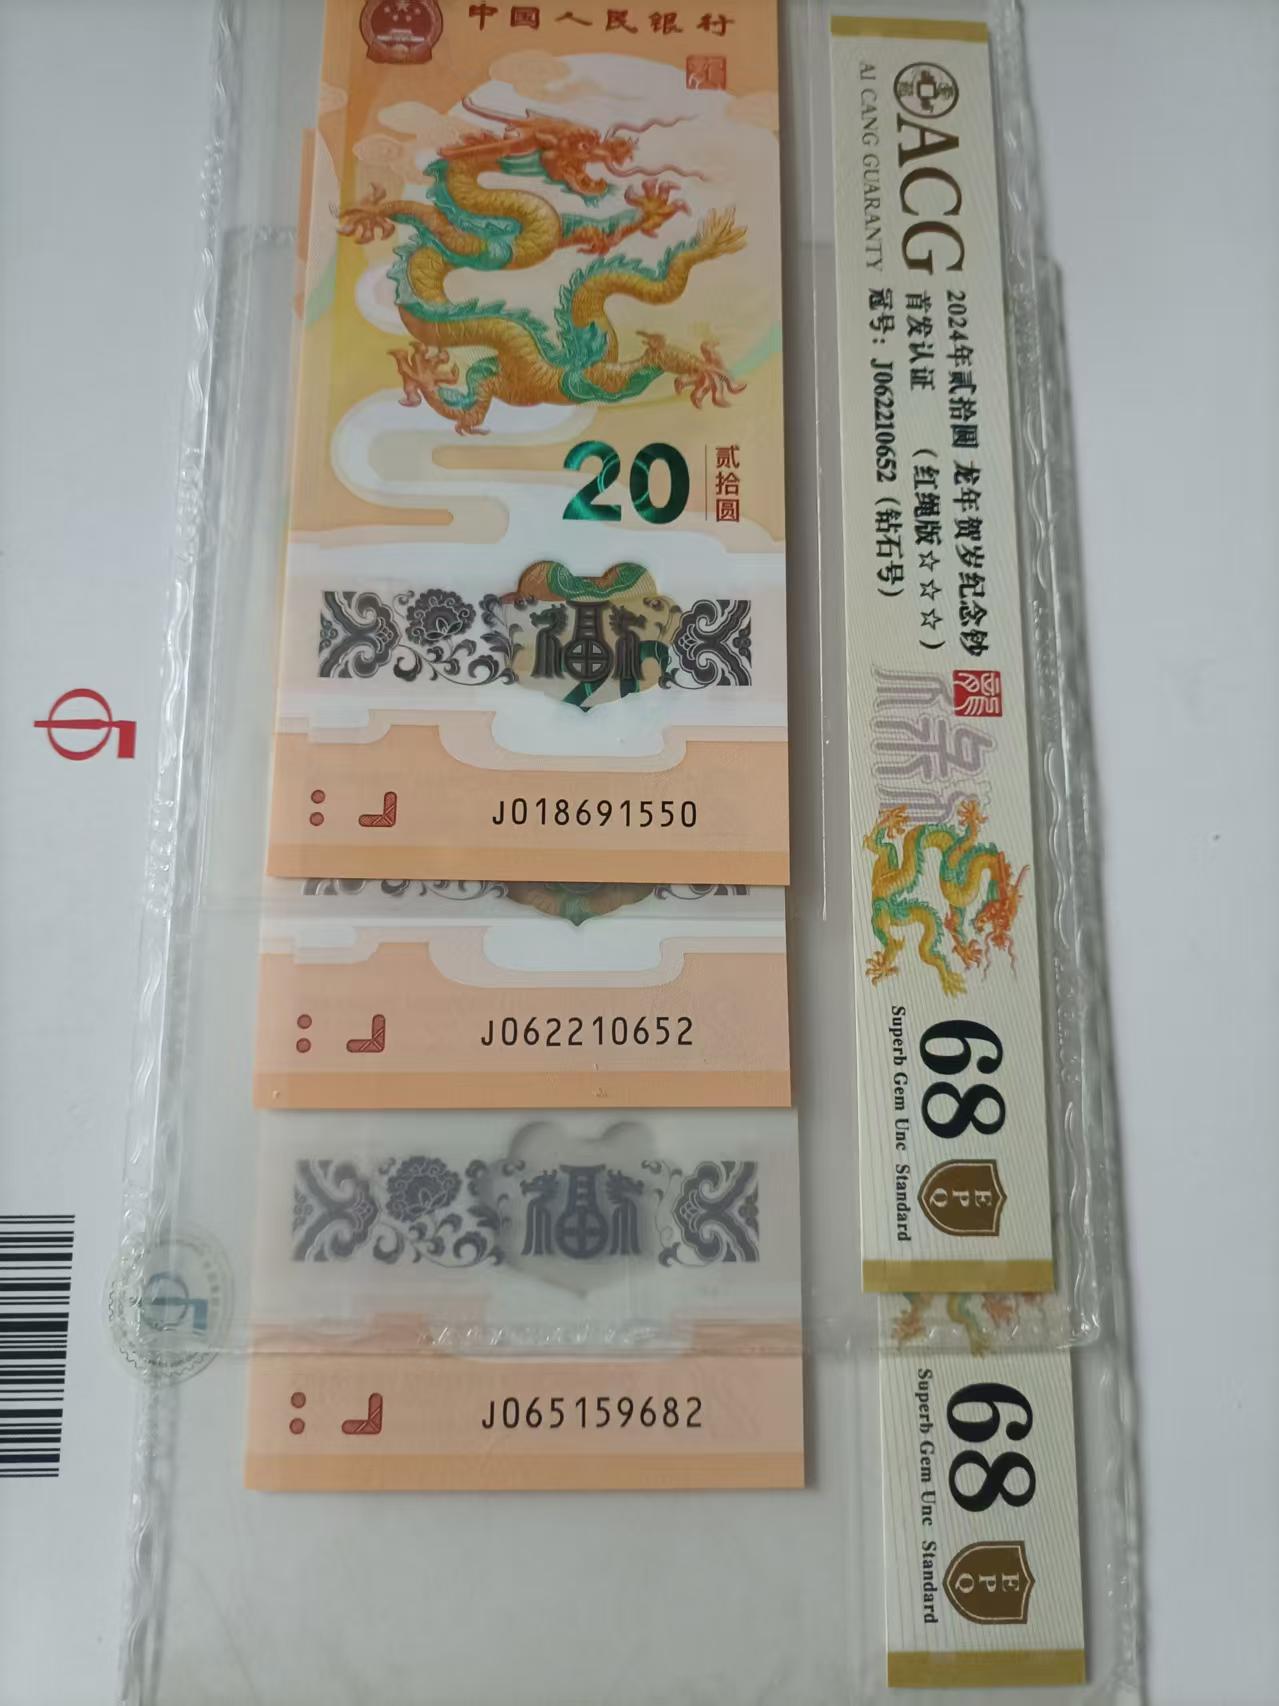 中国人民银行
20
贰拾圆
福
J018691550
J062210652
福
J065159682
ACG
AI CANG GUARANTY
2024年贰拾圆 龙年贺岁纪念钞
首发认证 (红绳版☆☆☆)
冠号: J062210652 (钻石号)
68
Superb Gem Unc Standard
EPQ
68
Superb Gem Unc Standard
EPQ